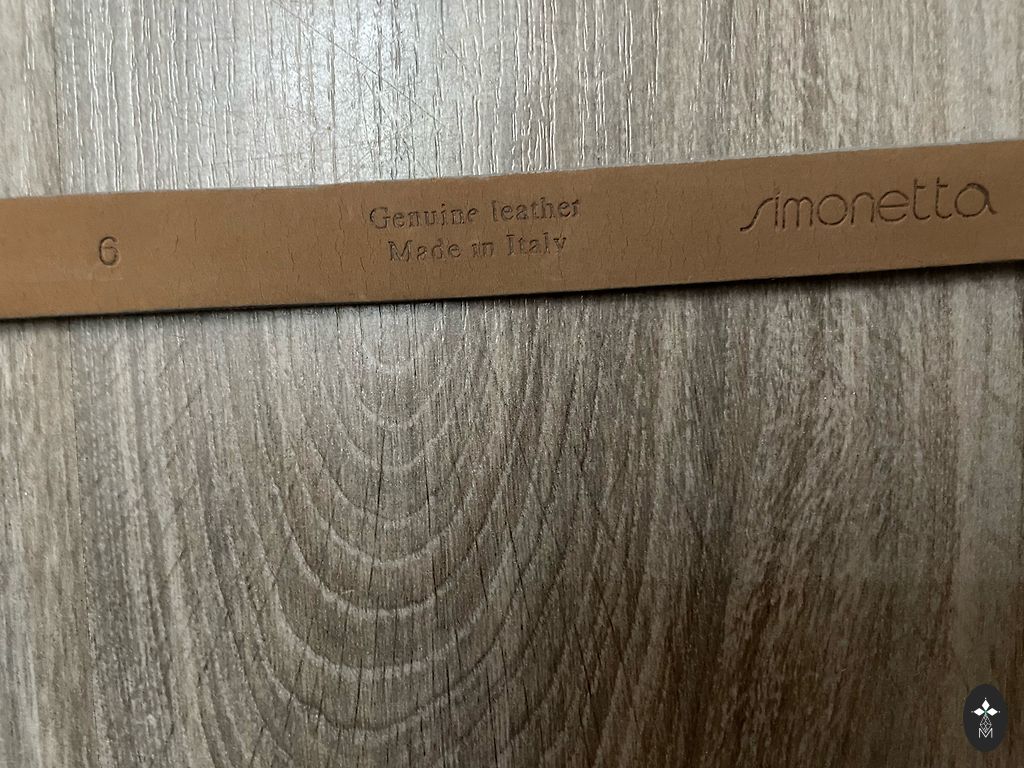 6
Genuine leather
Made in Italy
simonetta
M